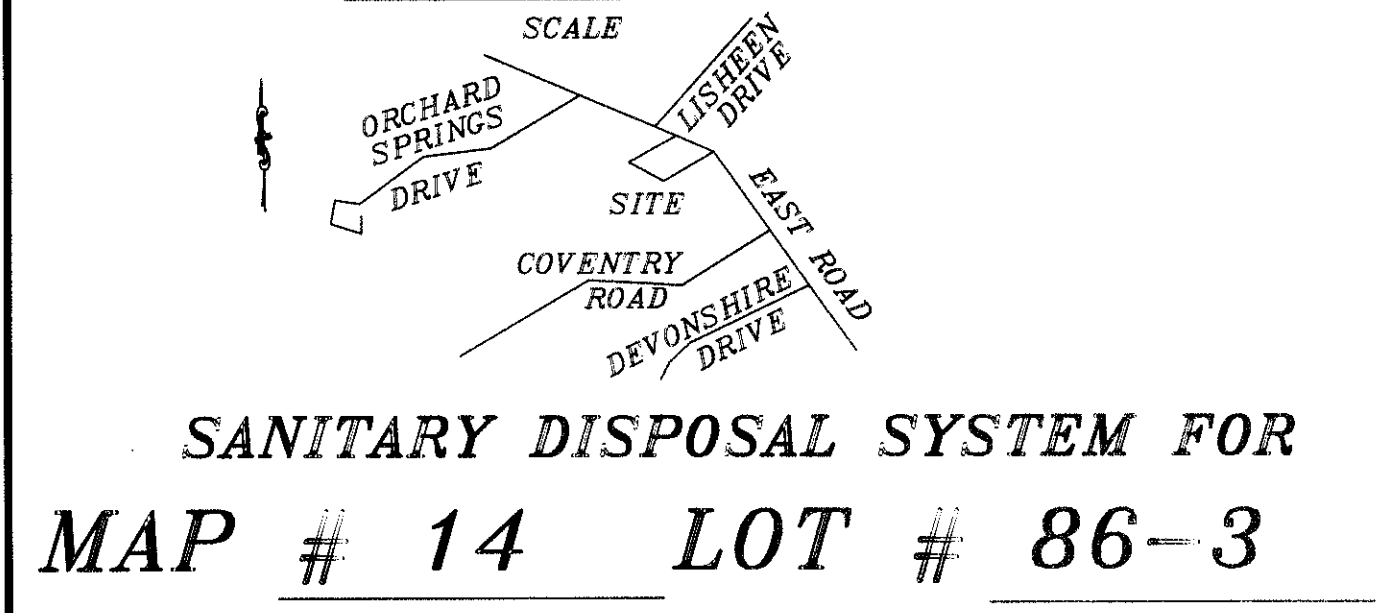 SCALE
LISHEEN
DRIVE
ORCHARD
SPRINGS
DRIVE
SITE
EAST ROAD
COVENTRY
ROAD
DEVONSHIRE
DRIVE
SANITARY DISPOSAL SYSTEM FOR
MAP # 14 LOT # 86-3